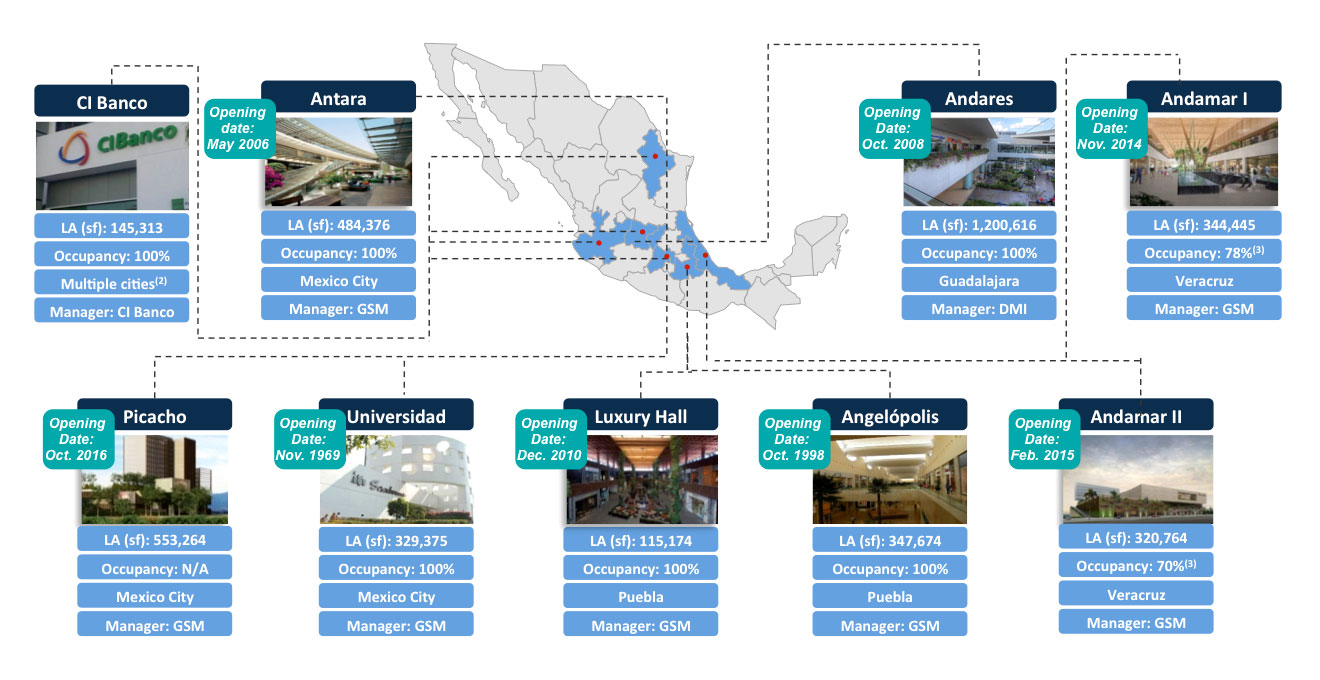 CI Banco
CIBanco
LA (sf): 145,313
Occupancy: 100%
Multiple cities(2)
Manager: CI Banco
Opening
date:
May 2006
Antara
LA (sf): 484,376
Occupancy: 100%
Mexico City
Manager: GSM
Opening
Date:
Oct. 2008
Andares
LA (sf): 1,200,616
Occupancy: 100%
Guadalajara
Manager: DMI
Opening
Date:
Nov. 2014
Andamar I
LA (sf): 344,445
Occupancy: 78%(3)
Veracruz
Manager: GSM
Opening
Date:
Oct. 2016
Picacho
LA (sf): 553,264
Occupancy: N/A
Mexico City
Manager: GSM
Opening
Date:
Nov. 1969
Universidad
LA (sf): 329,375
Occupancy: 100%
Mexico City
Manager: GSM
Opening
Date:
Dec. 2010
Luxury Hall
LA (sf): 115,174
Occupancy: 100%
Puebla
Manager: GSM
Opening
Date:
Oct. 1998
Angelópolis
LA (sf): 347,674
Occupancy: 100%
Puebla
Manager: GSM
Opening
Date:
Feb. 2015
Andamar II
LA (sf): 320,764
Occupancy: 70%(3)
Veracruz
Manager: GSM